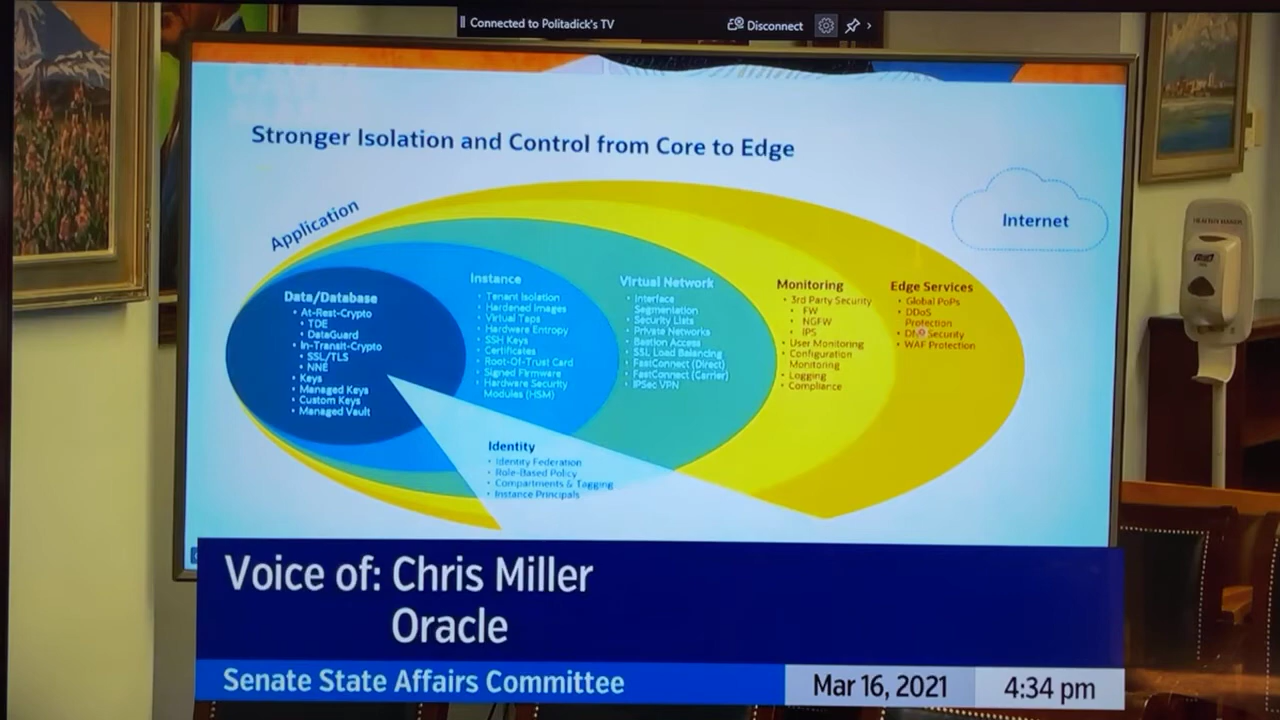 Connected to Politadick's TV
Disconnect
Stronger Isolation and Control from Core to Edge
Application
Internet
Data/Database
• At-Rest-Crypto
• TDE
• DataGuard
• In-Transit-Crypto
• SSL/TLS
• NNE
• Keys
• Managed Keys
• Custom Keys
• Managed Vault
Instance
• Tenant Isolation
• Hardened Images
• Virtual Taps
• Hardware Entropy
• SSH Keys
• Certificates
• Root-Of-Trust Card
• Signed Firmware
• Hardware Security
Modules (HSM)
Virtual Network
• Interface
Segmentation
• Security Lists
• Private Networks
• Bastion Access
• SSL Load Balancing
• FastConnect (Direct)
• FastConnect (Carrier)
• IPSec VPN
Monitoring
• 3rd Party Security
• FW
• NGFW
• IPS
• User Monitoring
• Configuration
Monitoring
• Logging
• Compliance
Edge Services
• Global PoPs
• DDoS
Protection
• DNS Security
• WAF Protection
Identity
• Identity Federation
• Role-Based Policy
• Compartments & Tagging
• Instance Principals
PURELL
Voice of: Chris Miller
Oracle
Senate State Affairs Committee
Mar 16, 2021
4:34 pm